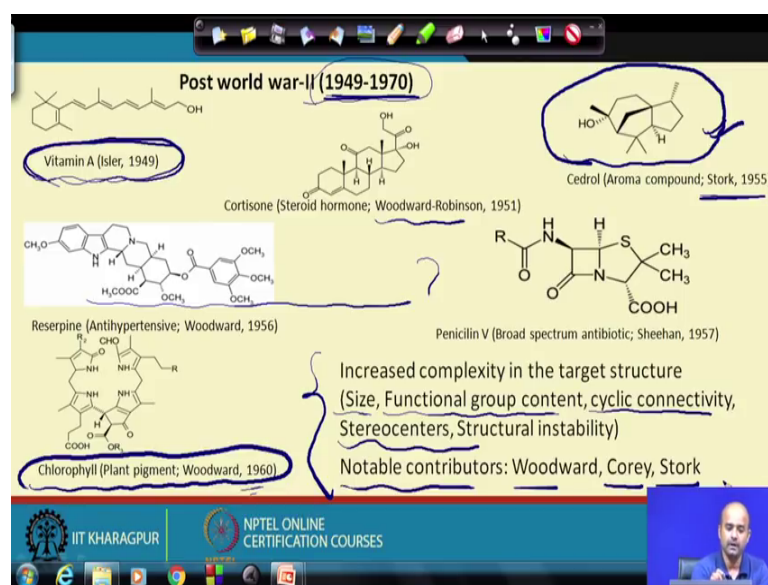 Post world war-II (1949-1970)
OH
Vitamin A (Isler, 1949)
OH
O
O
OH
H
H
H
O
Cortisone (Steroid hormone; Woodward-Robinson, 1951)
HO
H
Cedrol (Aroma compound; Stork, 1955
CH₃O
N
N
H
H
H
H₃COOC
OCH₃
O
O
OCH₃
OCH₃
OCH₃
Reserpine (Antihypertensive; Woodward, 1956)
?
R
H
N
O
H
S
N
O
CH₃
CH₃
COOH
Penicilin V (Broad spectrum antibiotic; Sheehan, 1957)
R₂
CHO
O
O
NH
NH
R
NH
NH
H
O
O
COOH
OR
Chlorophyll (Plant pigment; Woodward, 1960)
Increased complexity in the target structure
(Size, Functional group content, cyclic connectivity,
Stereocenters, Structural instability)
Notable contributors: Woodward, Corey, Stork
IIT KHARAGPUR
NPTEL ONLINE
CERTIFICATION COURSES